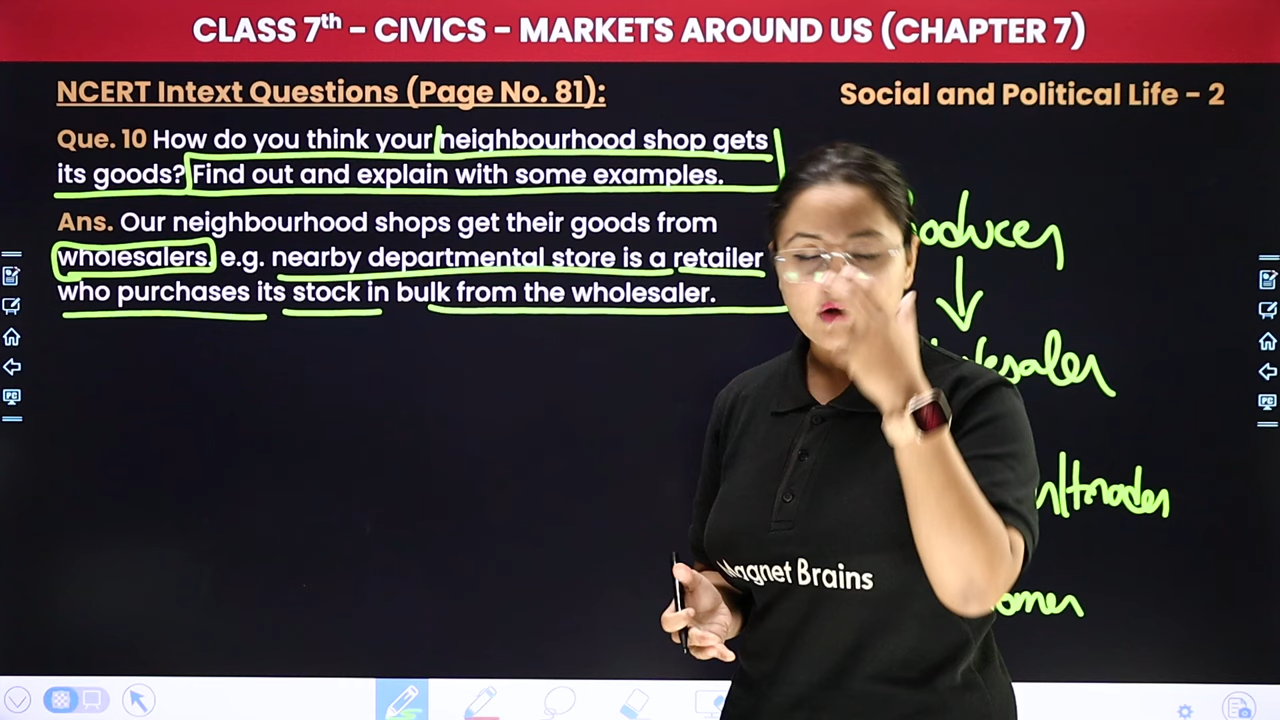 CLASS 7th - CIVICS - MARKETS AROUND US (CHAPTER 7)
NCERT Intext Questions (Page No. 81):
Social and Political Life - 2
Que. 10 How do you think your neighbourhood shop gets
its goods? Find out and explain with some examples.
Ans. Our neighbourhood shops get their goods from
wholesalers. e.g. nearby departmental store is a retailer
who purchases its stock in bulk from the wholesaler.
Magnet Brains